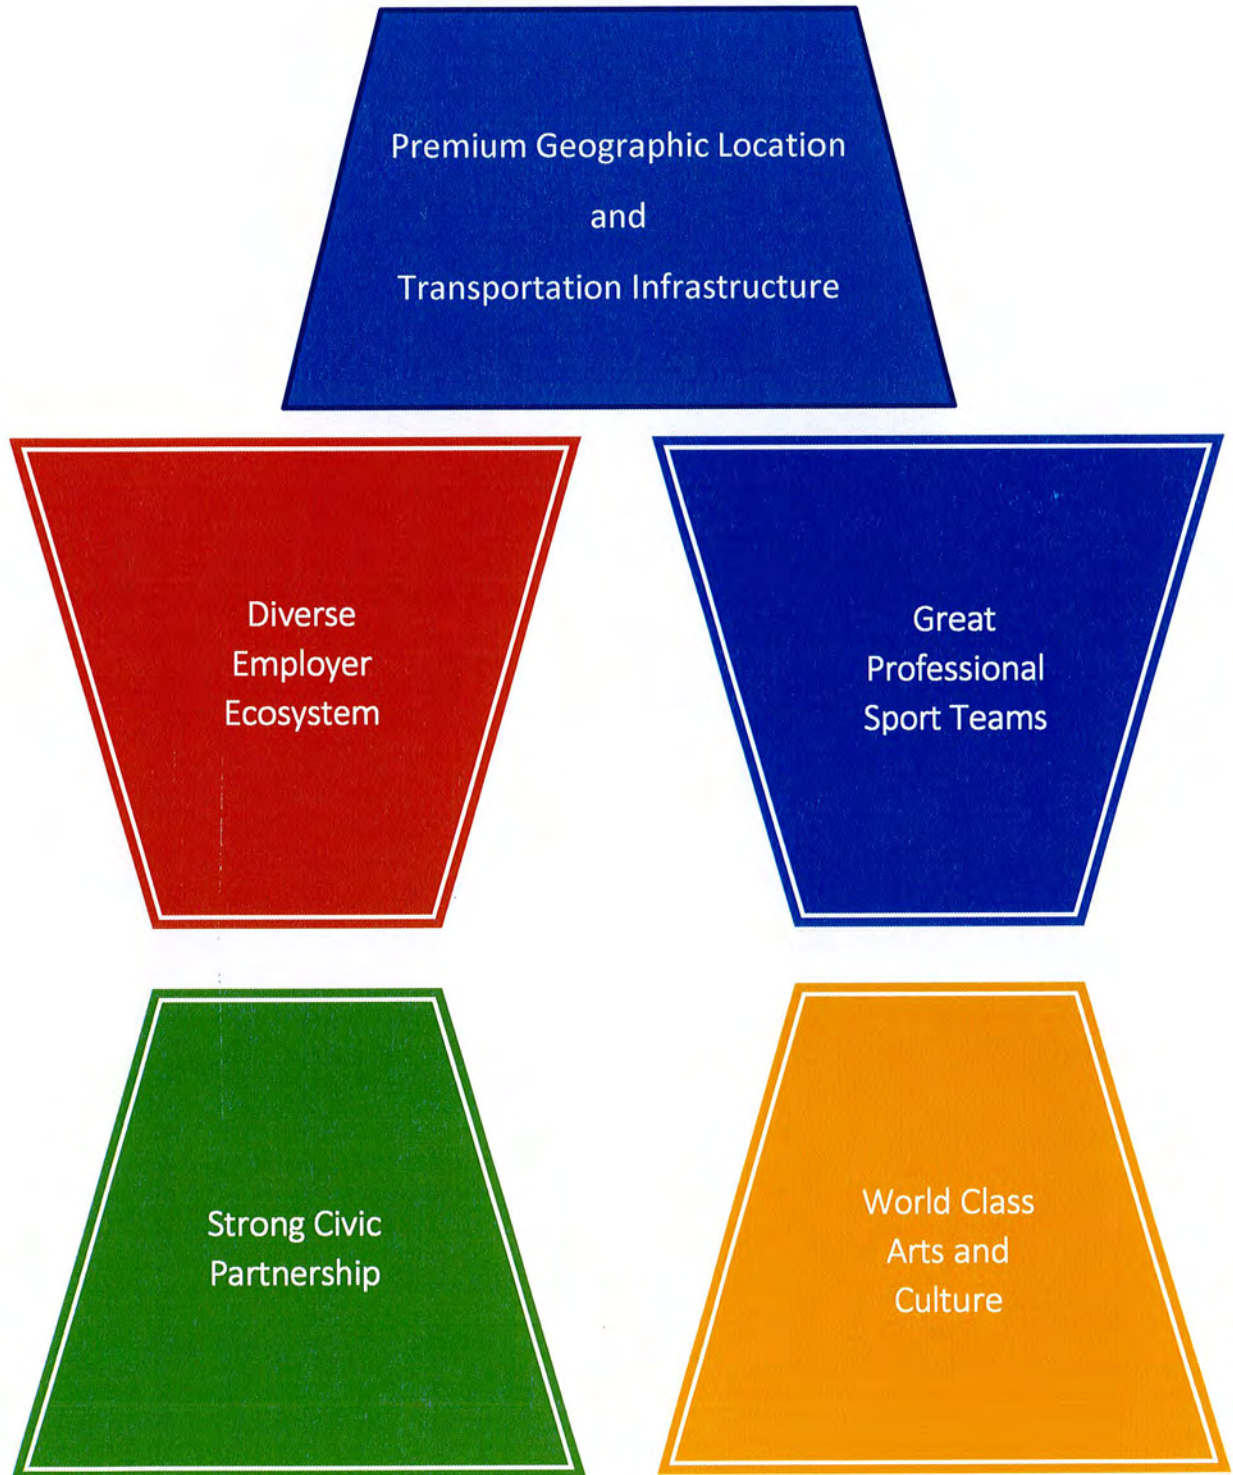 Premium Geographic Location
and
Transportation Infrastructure
Diverse
Employer
Ecosystem
Great
Professional
Sport Teams
Strong Civic
Partnership
World Class
Arts and
Culture